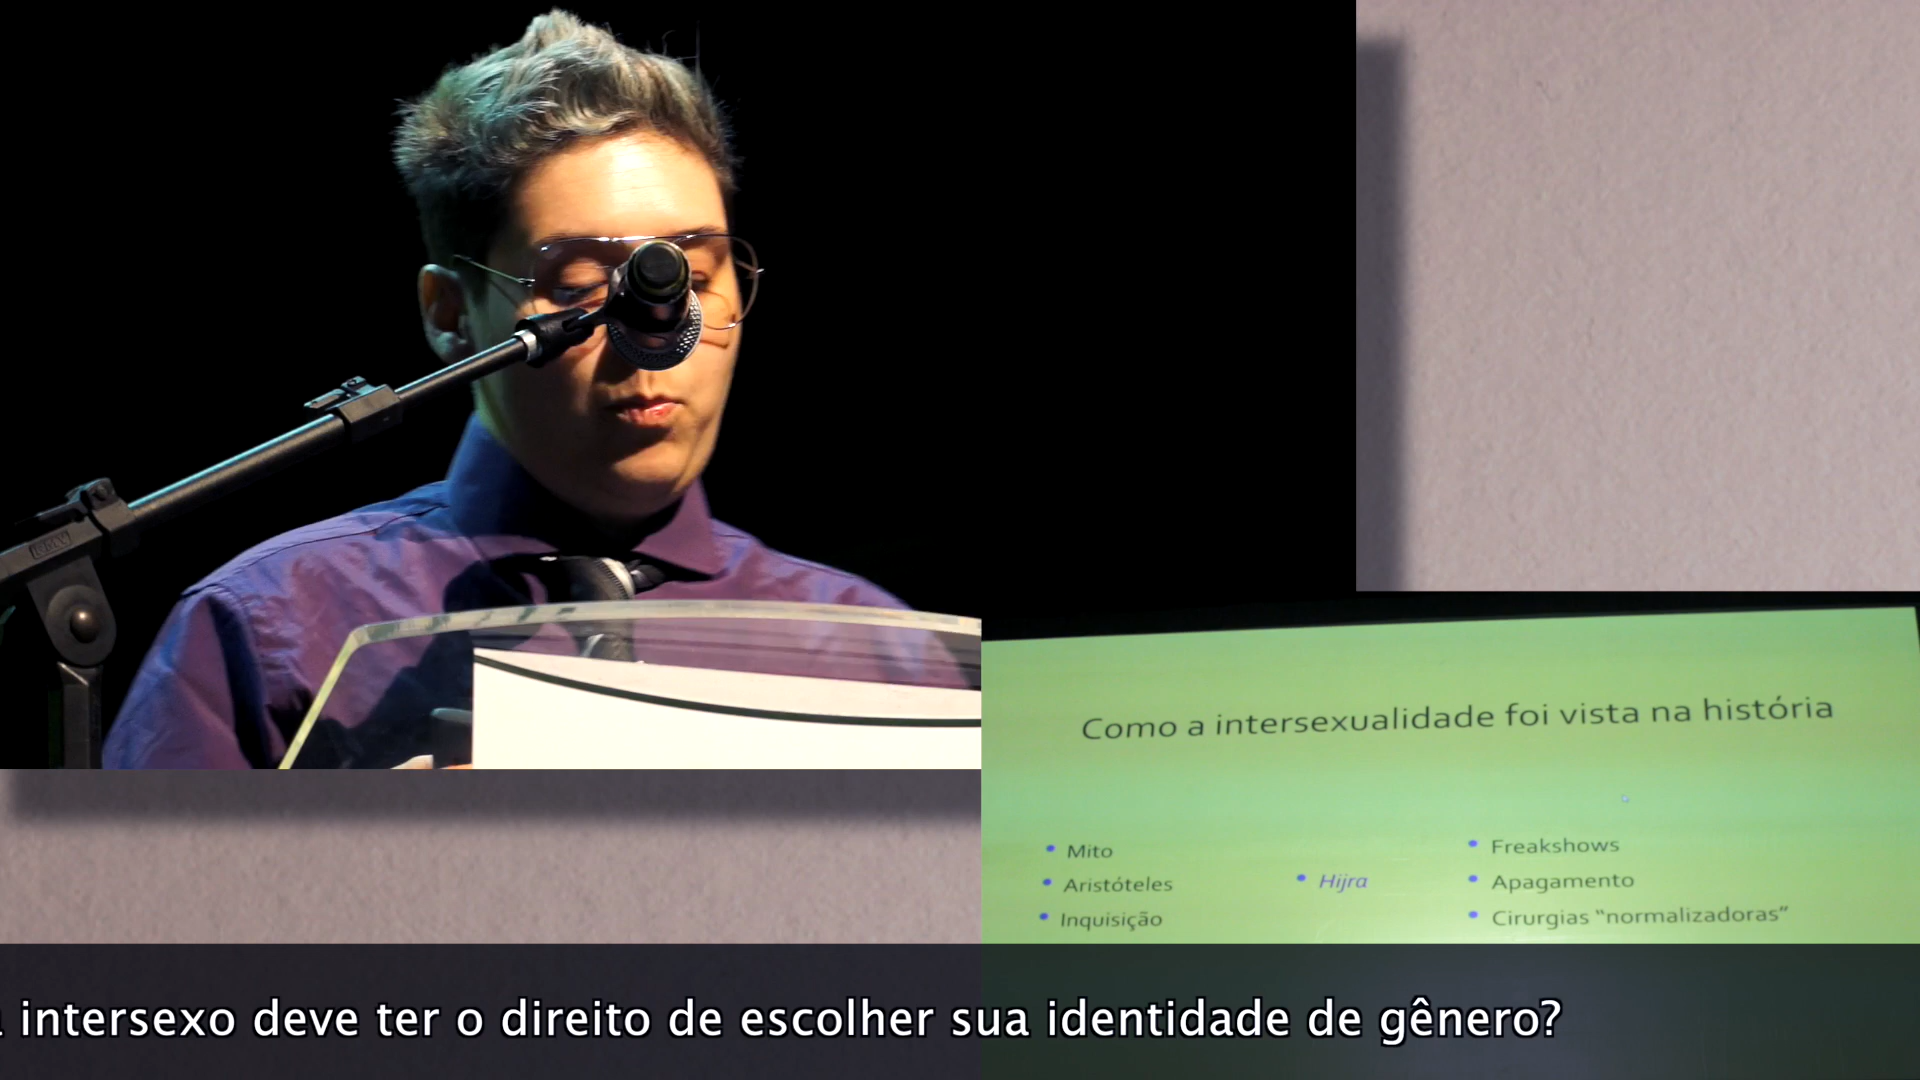 Como a intersexualidade foi vista na história
• Mito
• Aristóteles
• Inquisição
• Hijra
• Freakshows
• Apagamento
• Cirurgias “normalizadoras”
intersexo deve ter o direito de escolher sua identidade de gênero?